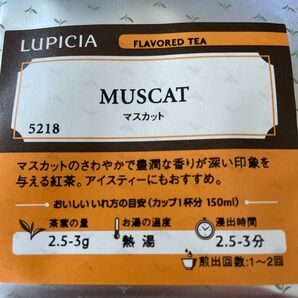 LUPICIA
FLAVORED TEA
MUSCAT
マスカット
5218
マスカットのさわやかで豊潤な香りが深い印象を
与える紅茶。アイスティーにもおすすめ。
おいしいいれ方の目安(カップ1杯分 150ml)
茶葉の量 お湯の温度 浸出時間
2.5-3g 熱湯 2.5-3分
煎出回数:1〜2回